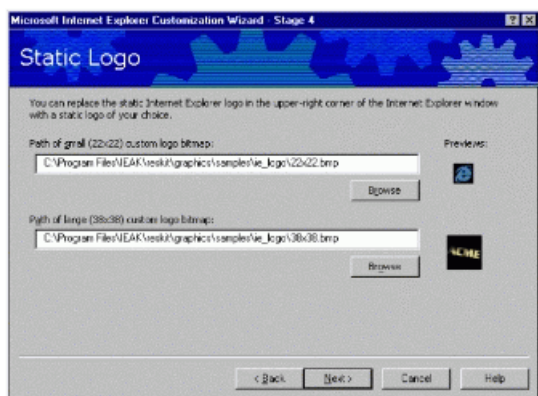 Microsoft Internet Explorer Customization Wizard - Stage 4
Static Logo
You can replace the static Internet Explorer logo in the upper-right corner of the Internet Explorer window
with a static logo of your choice.
Path of small (22x22) custom logo bitmap:
Previews:
C:\Program Files\IEAK\reskit\graphics\samples\ie_logo\22x22.bmp
Browse
Path of large (38x38) custom logo bitmap:
C:\Program Files\IEAK\reskit\graphics\samples\ie_logo\38x38.bmp
ACME
Browse
< Back Next > Cancel Help